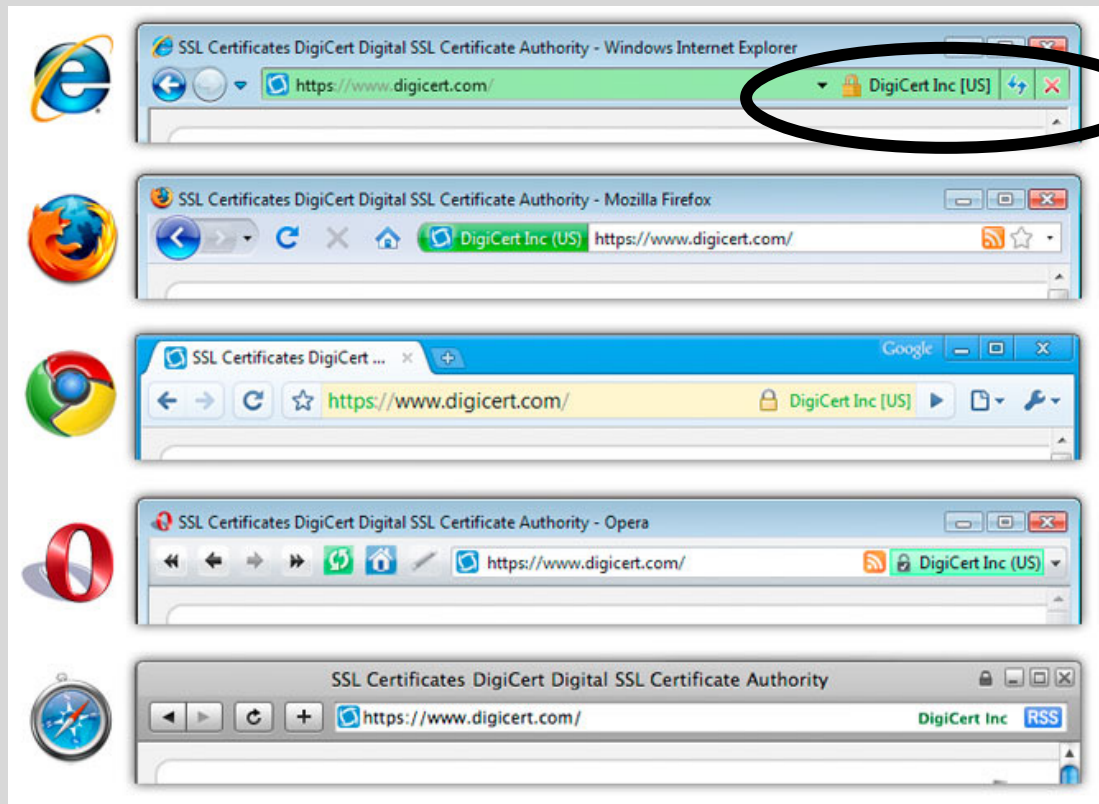 SSL Certificates DigiCert Digital SSL Certificate Authority - Windows Internet Explorer
https://www.digicert.com/ DigiCert Inc [US]
SSL Certificates DigiCert Digital SSL Certificate Authority - Mozilla Firefox
DigiCert Inc (US) https://www.digicert.com/
SSL Certificates DigiCert ... Google
https://www.digicert.com/ DigiCert Inc [US]
SSL Certificates DigiCert Digital SSL Certificate Authority - Opera
https://www.digicert.com/ DigiCert Inc (US)
SSL Certificates DigiCert Digital SSL Certificate Authority
https://www.digicert.com/ DigiCert Inc RSS